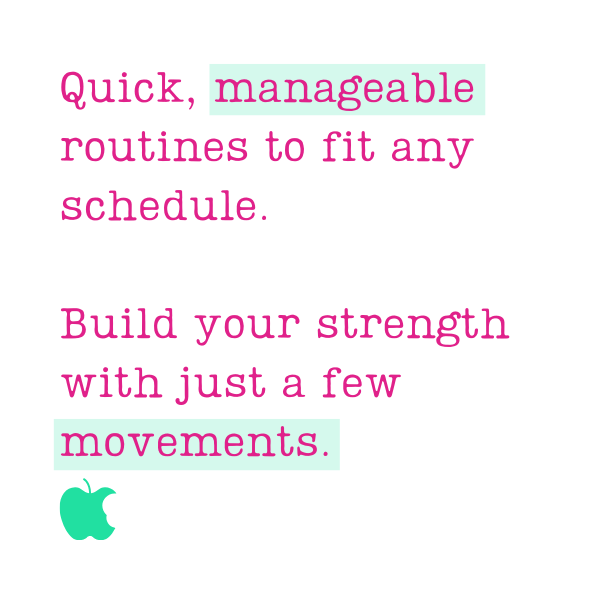 Quick, manageable
routines to fit any
schedule.
Build your strength
with just a few
movements.